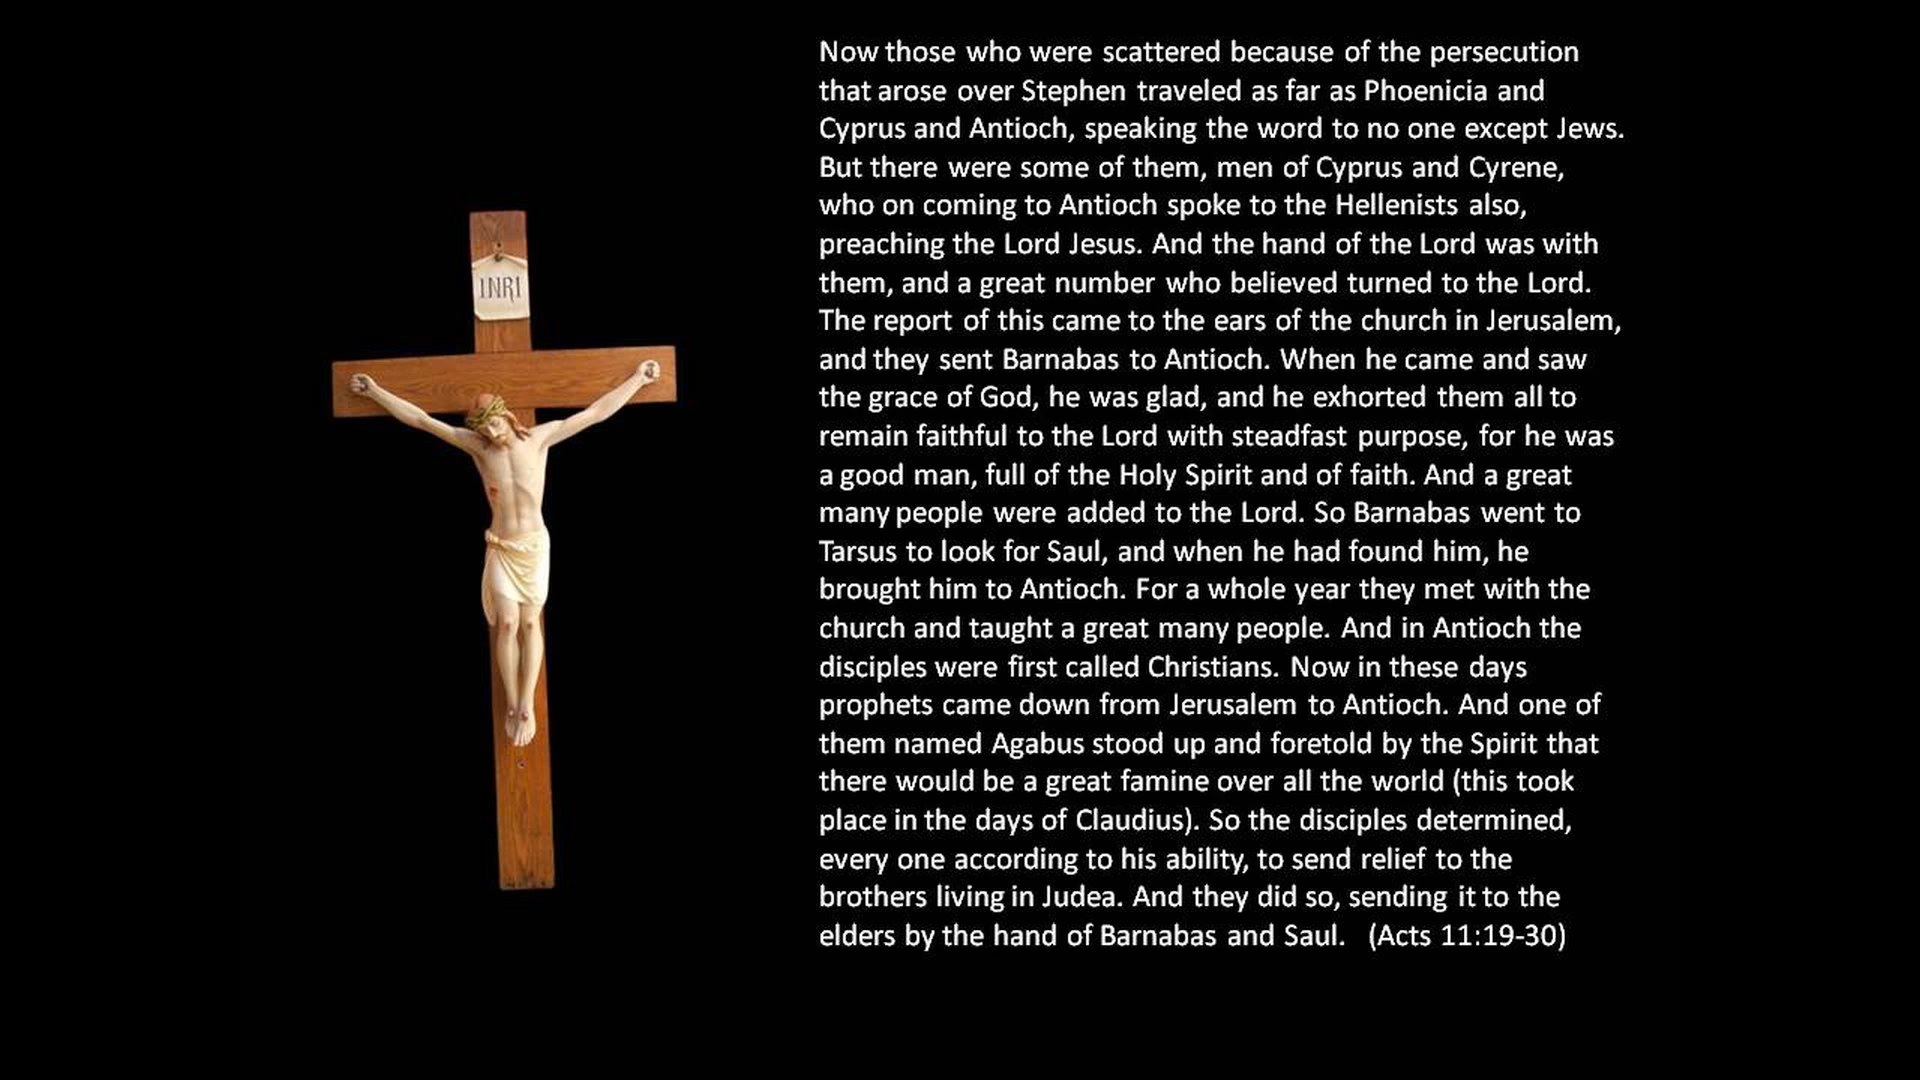 INRI
Now those who were scattered because of the persecution
that arose over Stephen traveled as far as Phoenicia and
Cyprus and Antioch, speaking the word to no one except Jews.
But there were some of them, men of Cyprus and Cyrene,
who on coming to Antioch spoke to the Hellenists also,
preaching the Lord Jesus. And the hand of the Lord was with
them, and a great number who believed turned to the Lord.
The report of this came to the ears of the church in Jerusalem,
and they sent Barnabas to Antioch. When he came and saw
the grace of God, he was glad, and he exhorted them all to
remain faithful to the Lord with steadfast purpose, for he was
a good man, full of the Holy Spirit and of faith. And a great
many people were added to the Lord. So Barnabas went to
Tarsus to look for Saul, and when he had found him, he
brought him to Antioch. For a whole year they met with the
church and taught a great many people. And in Antioch the
disciples were first called Christians. Now in these days
prophets came down from Jerusalem to Antioch. And one of
them named Agabus stood up and foretold by the Spirit that
there would be a great famine over all the world (this took
place in the days of Claudius). So the disciples determined,
every one according to his ability, to send relief to the
brothers living in Judea. And they did so, sending it to the
elders by the hand of Barnabas and Saul. (Acts 11:19-30)